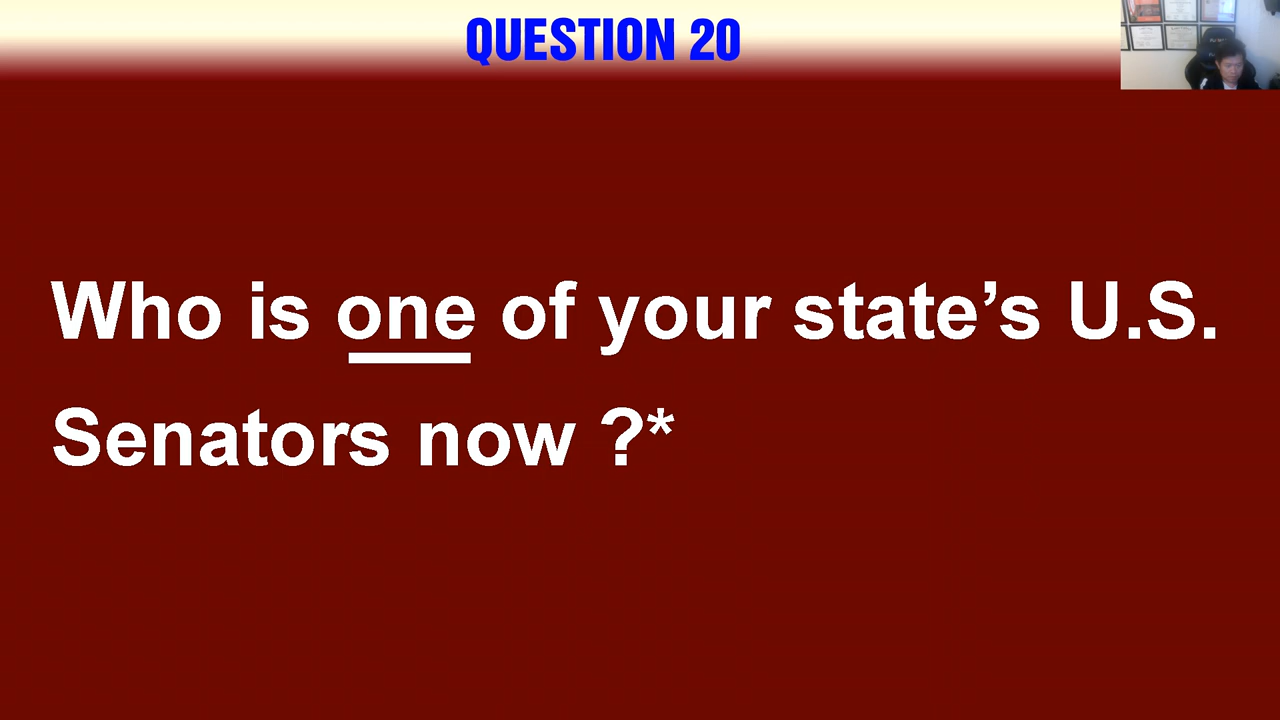 QUESTION 20
Who is one of your state’s U.S.
Senators now ?*